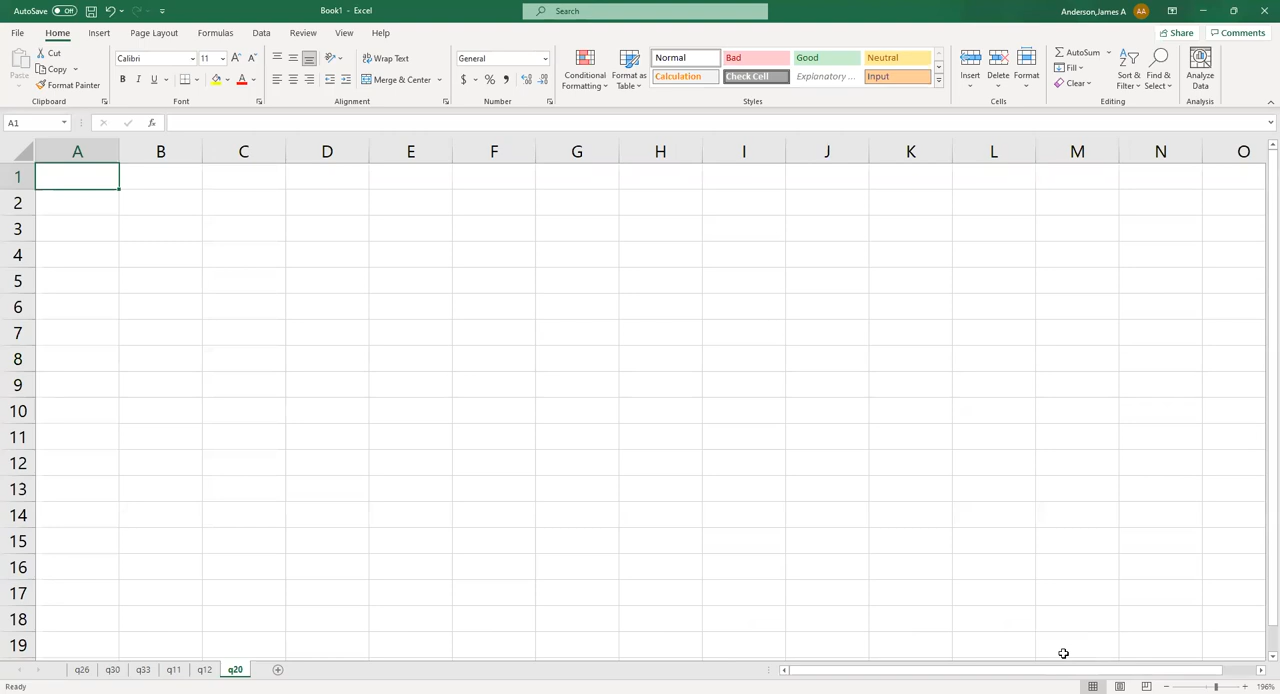 AutoSave Off Book1 - Excel Search Anderson,James A AA
File Home Insert Page Layout Formulas Data Review View Help Share Comments
Paste Cut Copy Format Painter Clipboard
Calibri 11 A A B I U A Font
Wrap Text Merge & Center Alignment
General $ % , Number
Conditional Formatting Format as Table
Normal Bad Good Neutral
Calculation Check Cell Explanatory ... Input
Styles
Insert Delete Format Cells
AutoSum Fill Clear Sort & Filter Find & Select Editing
Analyze Data Analysis
A1 fx
A B C D E F G H I J K L M N O
1
2
3
4
5
6
7
8
9
10
11
12
13
14
15
16
17
18
19
q26 q30 q33 q11 q12 q20
Ready 196%